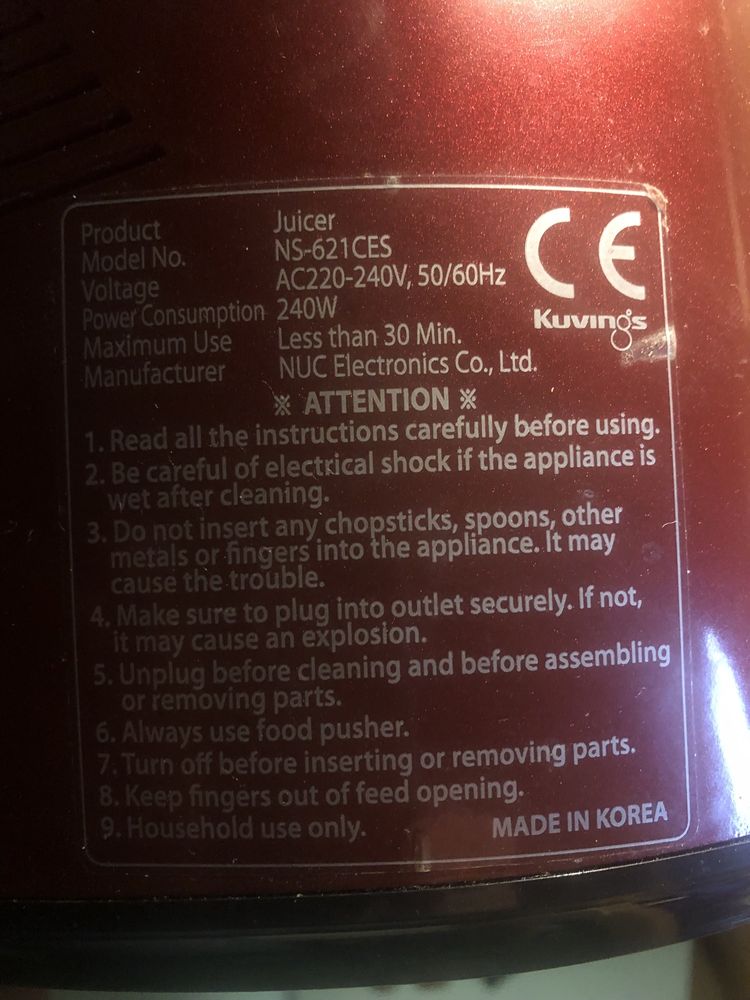 Product Juicer
Model No. NS-621CES
Voltage AC220-240V, 50/60Hz
Power Consumption 240W
Maximum Use Less than 30 Min.
Manufacturer NUC Electronics Co., Ltd.
CE
Kuvings
※ ATTENTION ※
1. Read all the instructions carefully before using.
2. Be careful of electrical shock if the appliance is
wet after cleaning.
3. Do not insert any chopsticks, spoons, other
metals or fingers into the appliance. It may
cause the trouble.
4. Make sure to plug into outlet securely. If not,
it may cause an explosion.
5. Unplug before cleaning and before assembling
or removing parts.
6. Always use food pusher.
7. Turn off before inserting or removing parts.
8. Keep fingers out of feed opening.
9. Household use only.
MADE IN KOREA